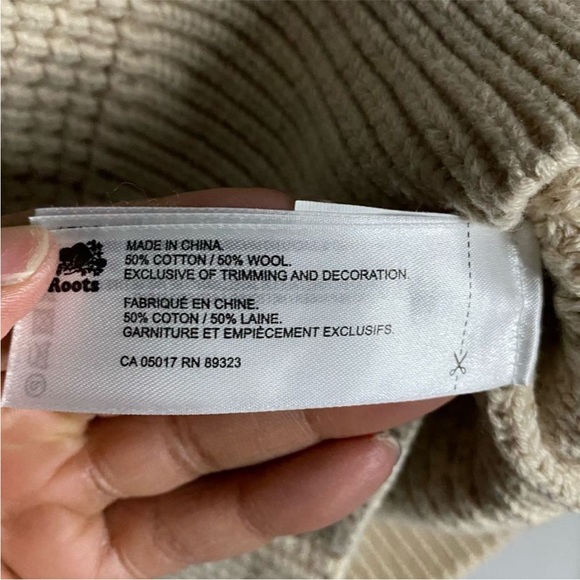 Roots
MADE IN CHINA.
50% COTTON / 50% WOOL.
EXCLUSIVE OF TRIMMING AND DECORATION.
FABRIQUÉ EN CHINE.
50% COTON / 50% LAINE.
GARNITURE ET EMPIÈCEMENT EXCLUSIFS.
CA 05017 RN 89323